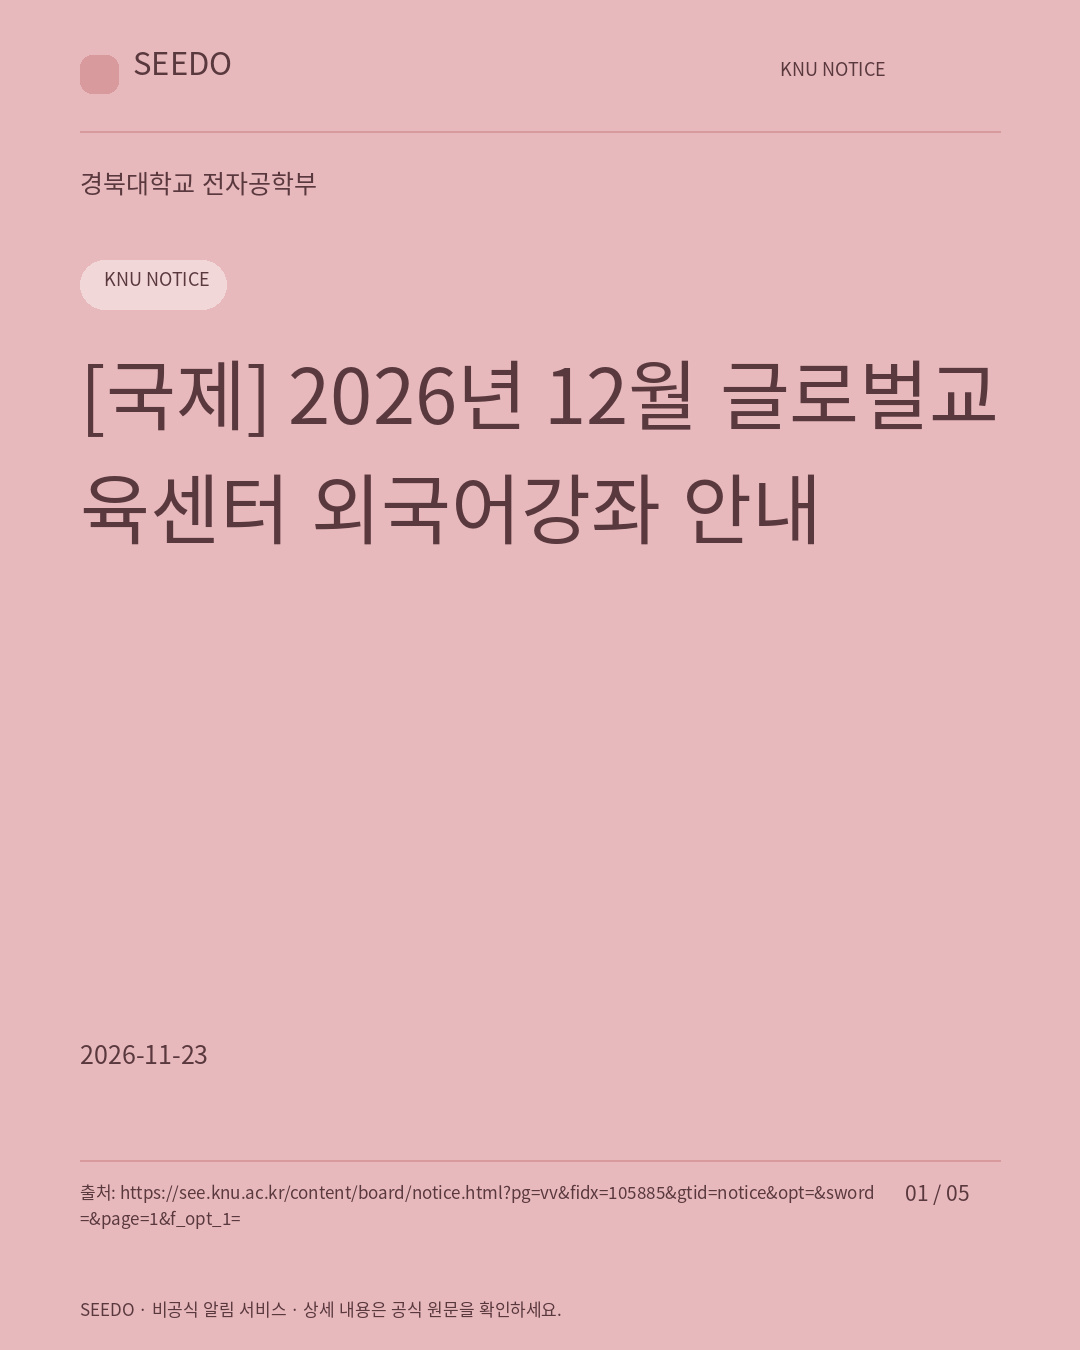 SEEDO
KNU NOTICE
경북대학교 전자공학부
KNU NOTICE
[국제] 2026년 12월 글로벌교
육센터 외국어강좌 안내
2026-11-23
출처: https://see.knu.ac.kr/content/board/notice.html?pg=vv&fidx=105885&gtid=notice&opt=&sword
=&page=1&f_opt_1=
01 / 05
SEEDO · 비공식 알림 서비스 · 상세 내용은 공식 원문을 확인하세요.